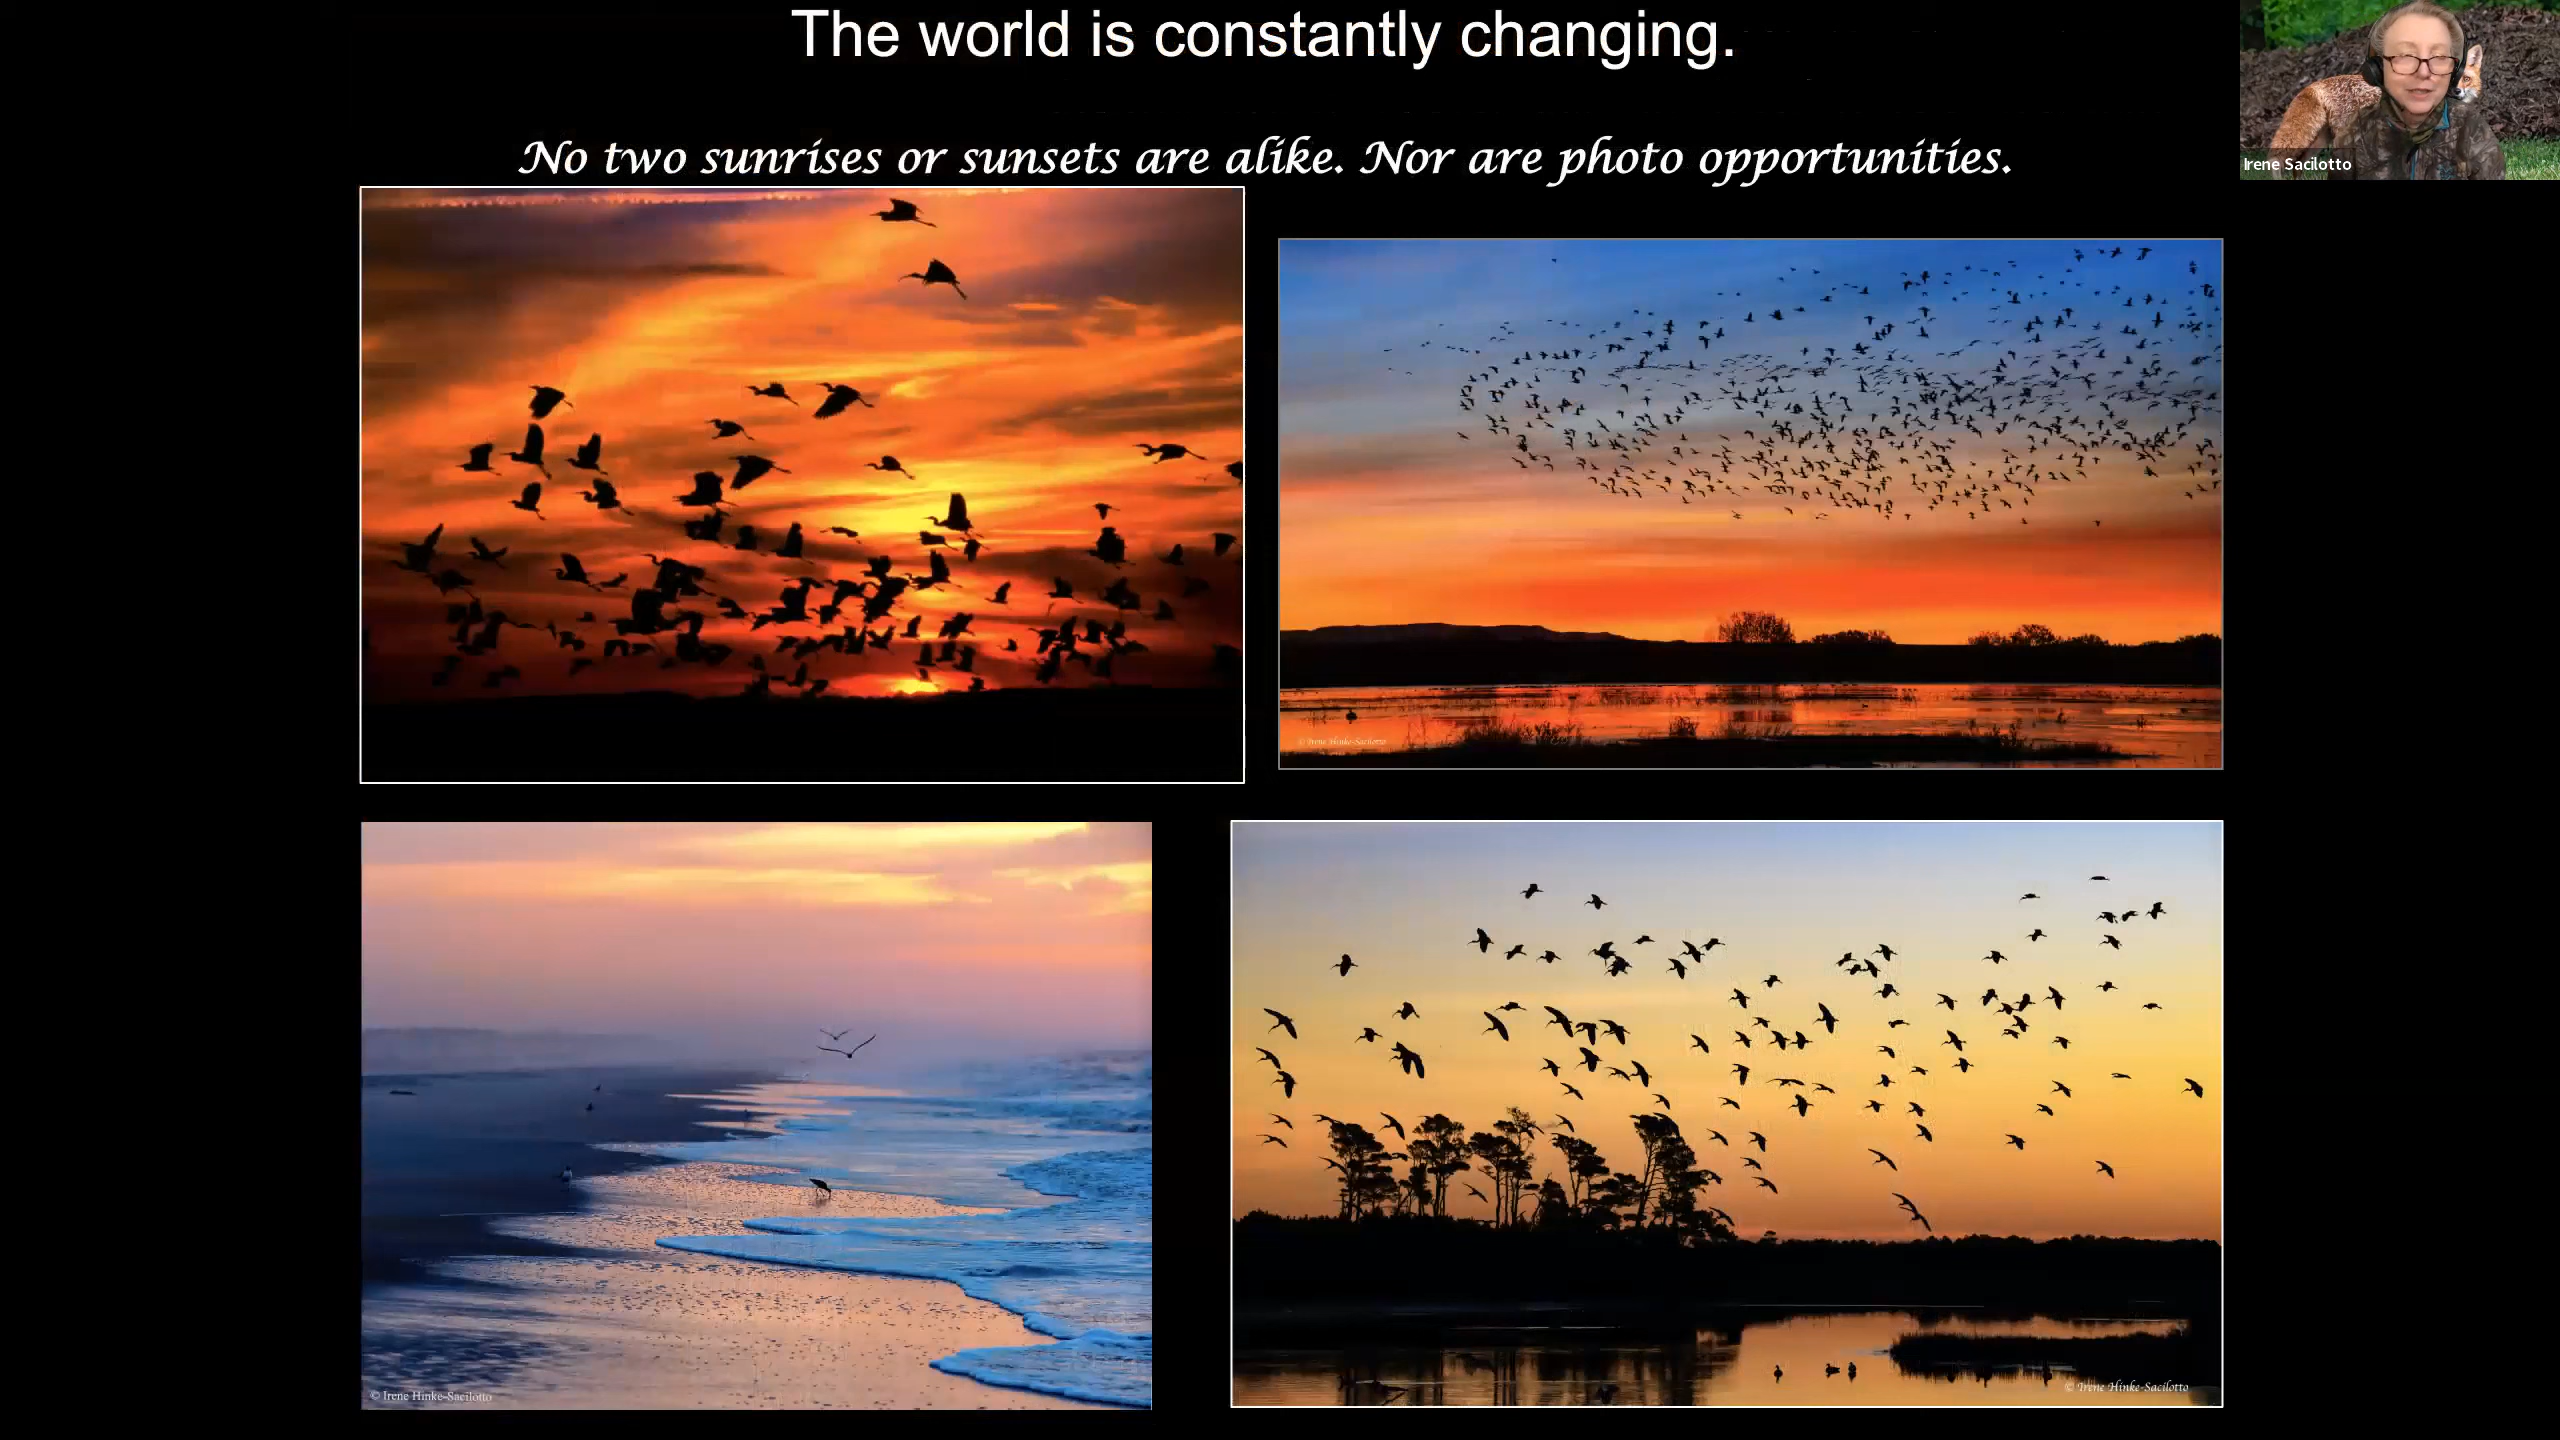 The world is constantly changing.
No two sunrises or sunsets are alike. Nor are photo opportunities.
Irene Sacilotto
© Irene Hinke-Sacilotto
© Irene Hinke-Sacilotto
© Irene Hinke-Sacilotto